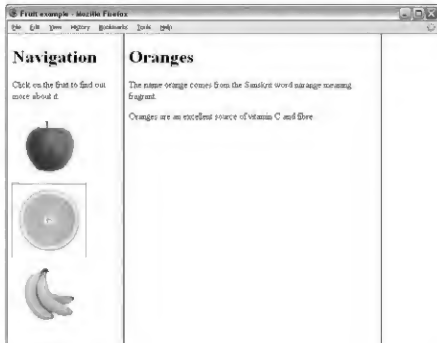 Fruit example - Mozilla Firefox
File Edit View History Bookmarks Tools Help
Navigation
Click on the fruit to find out
more about it.
Oranges
The name orange comes from the Sanskrit word narange meaning
fragrant.
Oranges are an excellent source of vitamin C and fibre.